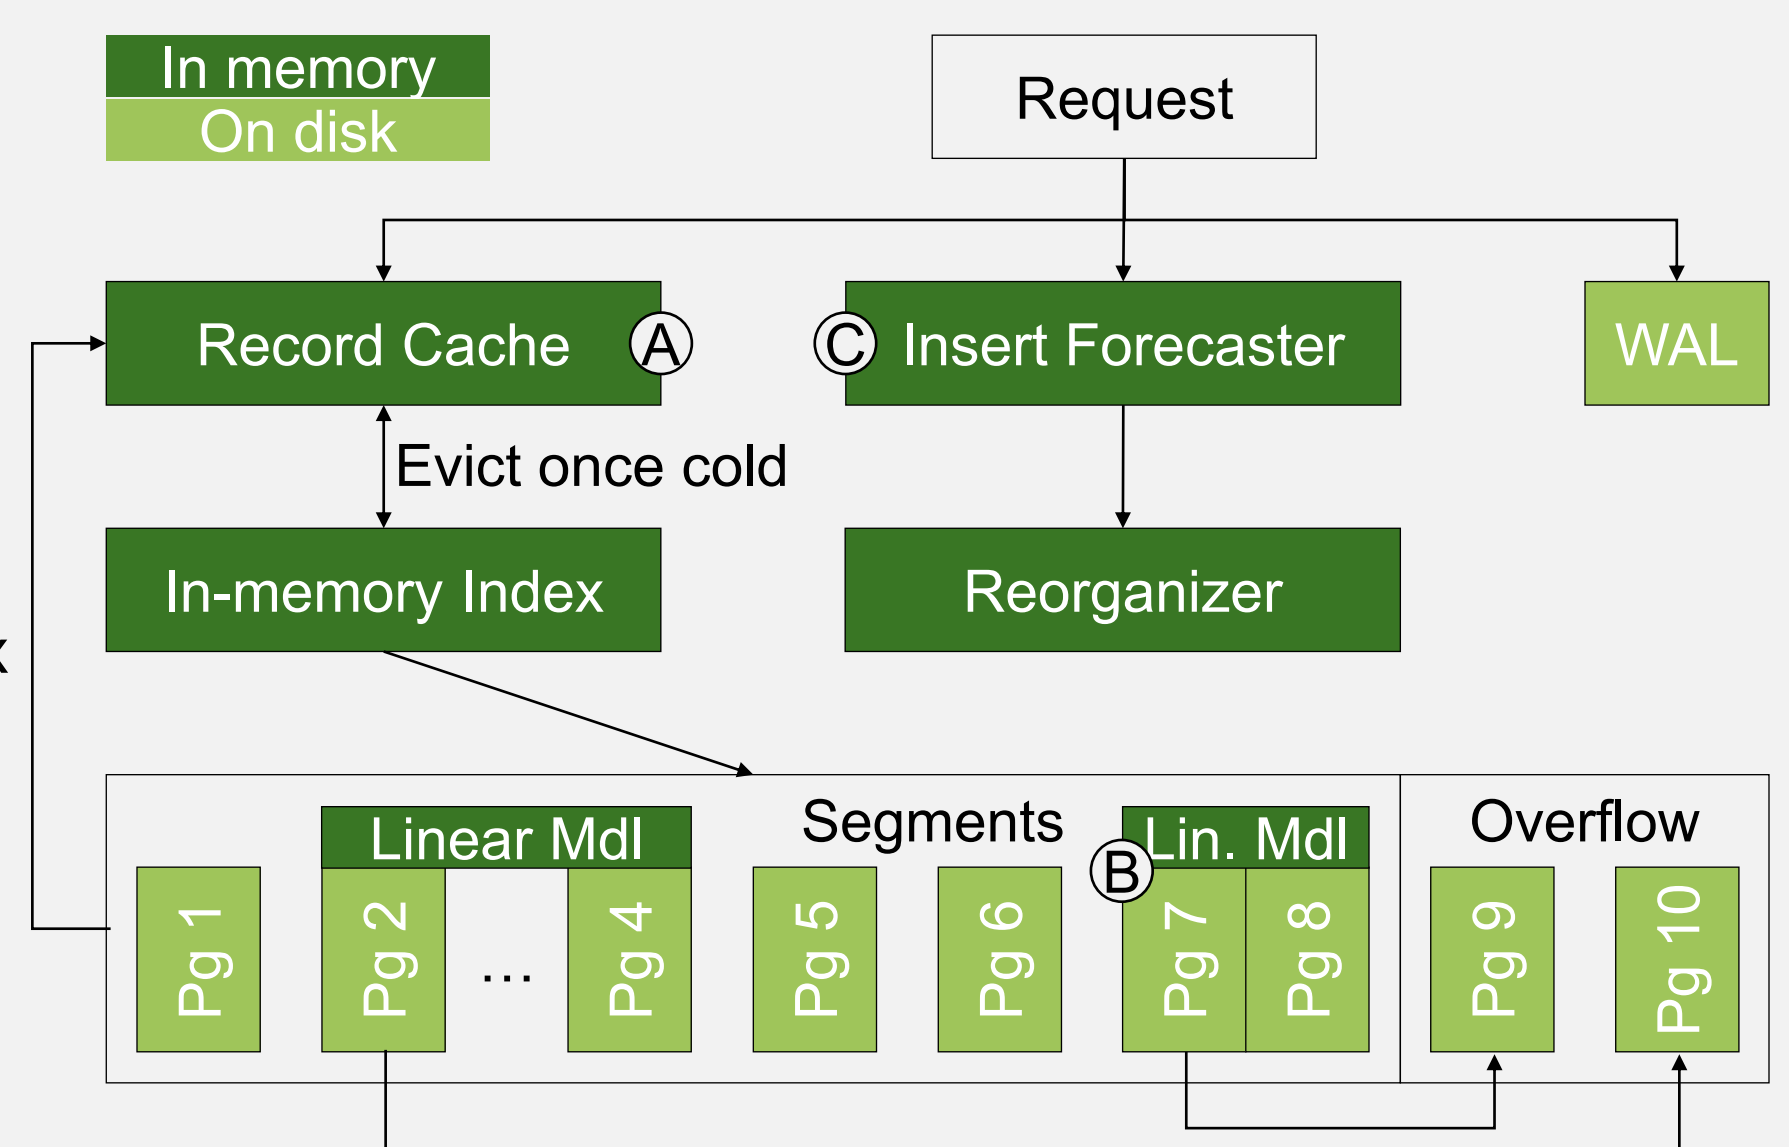 In memory
On disk
Request
Record Cache
A
C
Insert Forecaster
WAL
Evict once cold
In-memory Index
Reorganizer
x
Segments
Overflow
Linear Mdl
Lin. Mdl
B
Pg 1
Pg 2
...
Pg 4
Pg 5
Pg 6
Pg 7
Pg 8
Pg 9
Pg 10